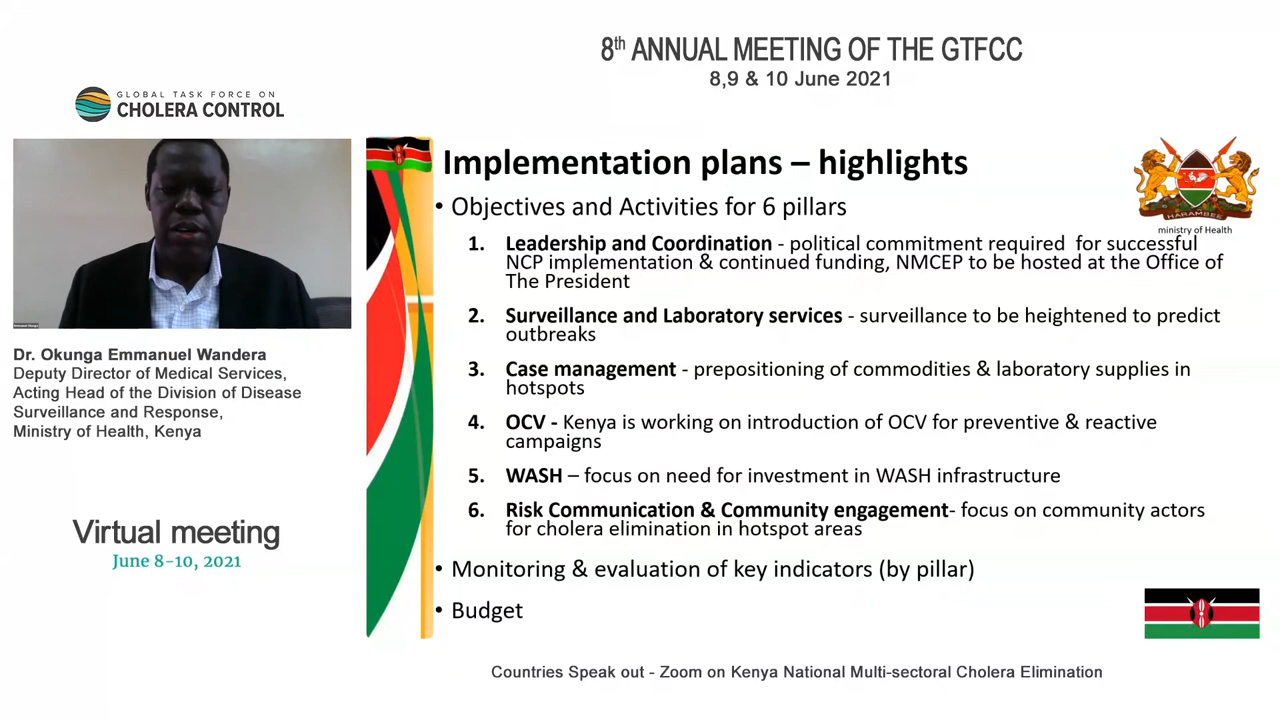 8th ANNUAL MEETING OF THE GTFCC
8,9 & 10 June 2021
GLOBAL TASK FORCE ON
CHOLERA CONTROL
Dr. Okunga Emmanuel Wandera
Deputy Director of Medical Services,
Acting Head of the Division of Disease
Surveillance and Response,
Ministry of Health, Kenya
Virtual meeting
June 8-10, 2021
Implementation plans – highlights
HARAMBEE
ministry of Health
• Objectives and Activities for 6 pillars
1. Leadership and Coordination - political commitment required for successful
NCP implementation & continued funding, NMCEP to be hosted at the Office of
The President
2. Surveillance and Laboratory services - surveillance to be heightened to predict
outbreaks
3. Case management - prepositioning of commodities & laboratory supplies in
hotspots
4. OCV - Kenya is working on introduction of OCV for preventive & reactive
campaigns
5. WASH – focus on need for investment in WASH infrastructure
6. Risk Communication & Community engagement- focus on community actors
for cholera elimination in hotspot areas
• Monitoring & evaluation of key indicators (by pillar)
• Budget
Countries Speak out - Zoom on Kenya National Multi-sectoral Cholera Elimination